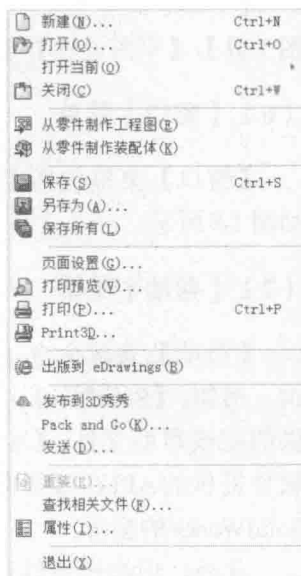 新建(N)... Ctrl+N
打开(O)... Ctrl+O
打开当前(O)
关闭(C) Ctrl+W
从零件制作工程图(E)
从零件制作装配体(K)
保存(S) Ctrl+S
另存为(A)...
保存所有(L)
页面设置(G)...
打印预览(V)...
打印(P)... Ctrl+P
Print3D...
出版到 eDrawings(B)
发布到3D秀秀
Pack and Go(K)...
发送(D)...
重装(E)...
查找相关文件(F)...
属性(I)...
退出(X)